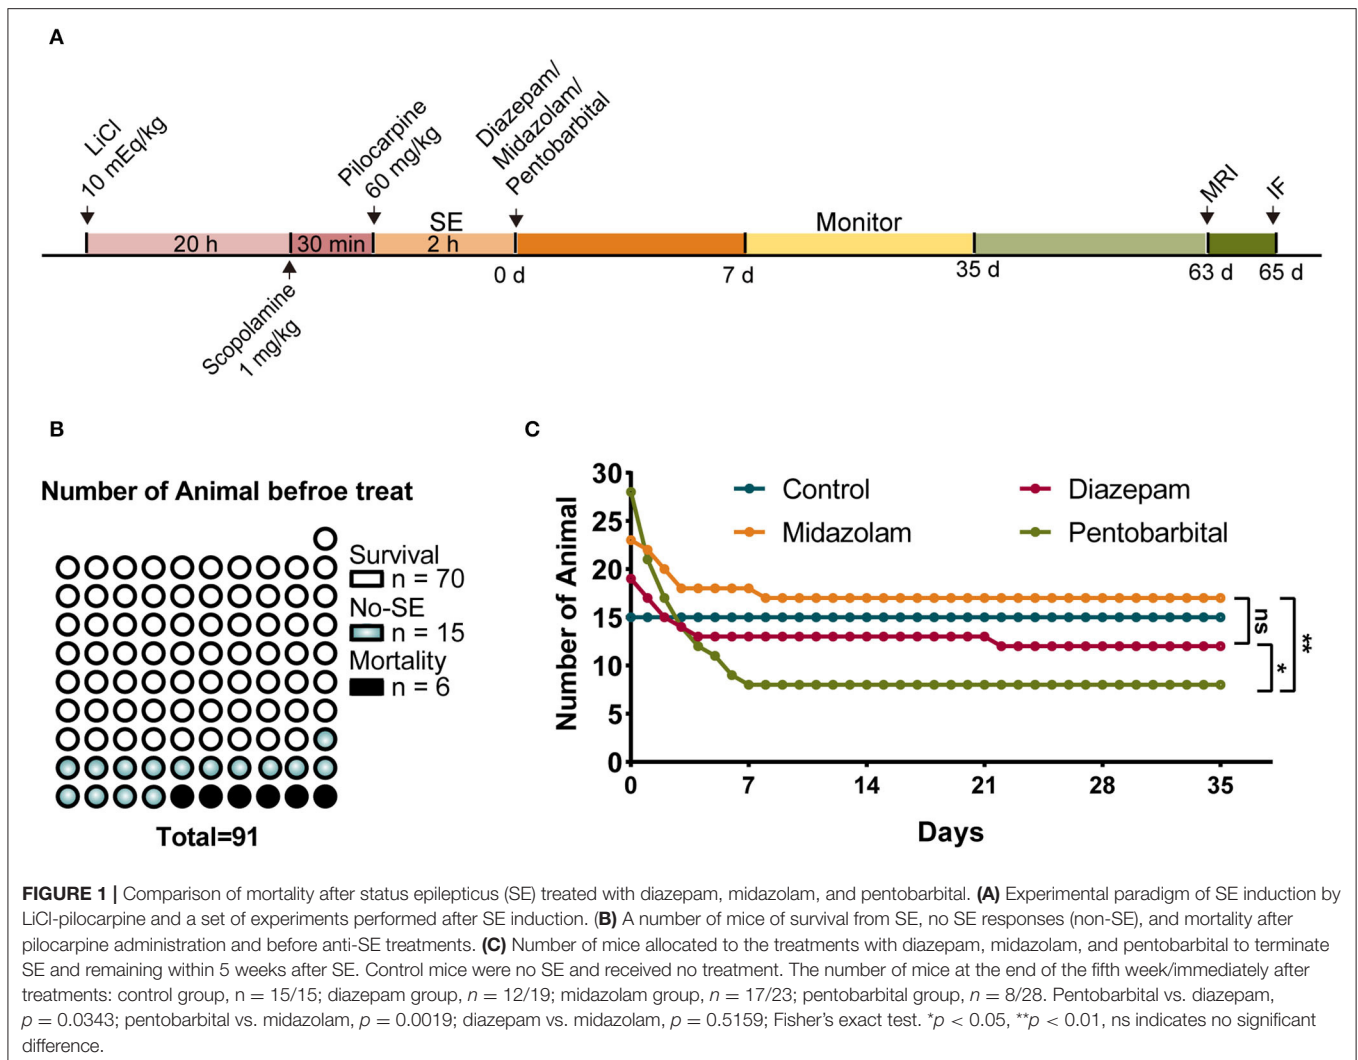 A
LiCl
10 mEq/kg
Pilocarpine
60 mg/kg
Diazepam/
Midazolam/
Pentobarbital
MRI
IF
SE
Monitor
20 h
30 min
2 h
0 d
7 d
35 d
63 d
65 d
Scopolamine
1 mg/kg
B
Number of Animal befroe treat
Survival
n = 70
No-SE
n = 15
Mortality
n = 6
Total=91
C
Number of Animal
30
25
20
15
10
5
0
Control
Diazepam
Midazolam
Pentobarbital
ns
*
**
0
7
14
21
28
35
Days
FIGURE 1 | Comparison of mortality after status epilepticus (SE) treated with diazepam, midazolam, and pentobarbital. (A) Experimental paradigm of SE induction by
LiCl-pilocarpine and a set of experiments performed after SE induction. (B) A number of mice of survival from SE, no SE responses (non-SE), and mortality after
pilocarpine administration and before anti-SE treatments. (C) Number of mice allocated to the treatments with diazepam, midazolam, and pentobarbital to terminate
SE and remaining within 5 weeks after SE. Control mice were no SE and received no treatment. The number of mice at the end of the fifth week/immediately after
treatments: control group, n = 15/15; diazepam group, n = 12/19; midazolam group, n = 17/23; pentobarbital group, n = 8/28. Pentobarbital vs. diazepam,
p = 0.0343; pentobarbital vs. midazolam, p = 0.0019; diazepam vs. midazolam, p = 0.5159; Fisher's exact test. *p < 0.05, **p < 0.01, ns indicates no significant
difference.